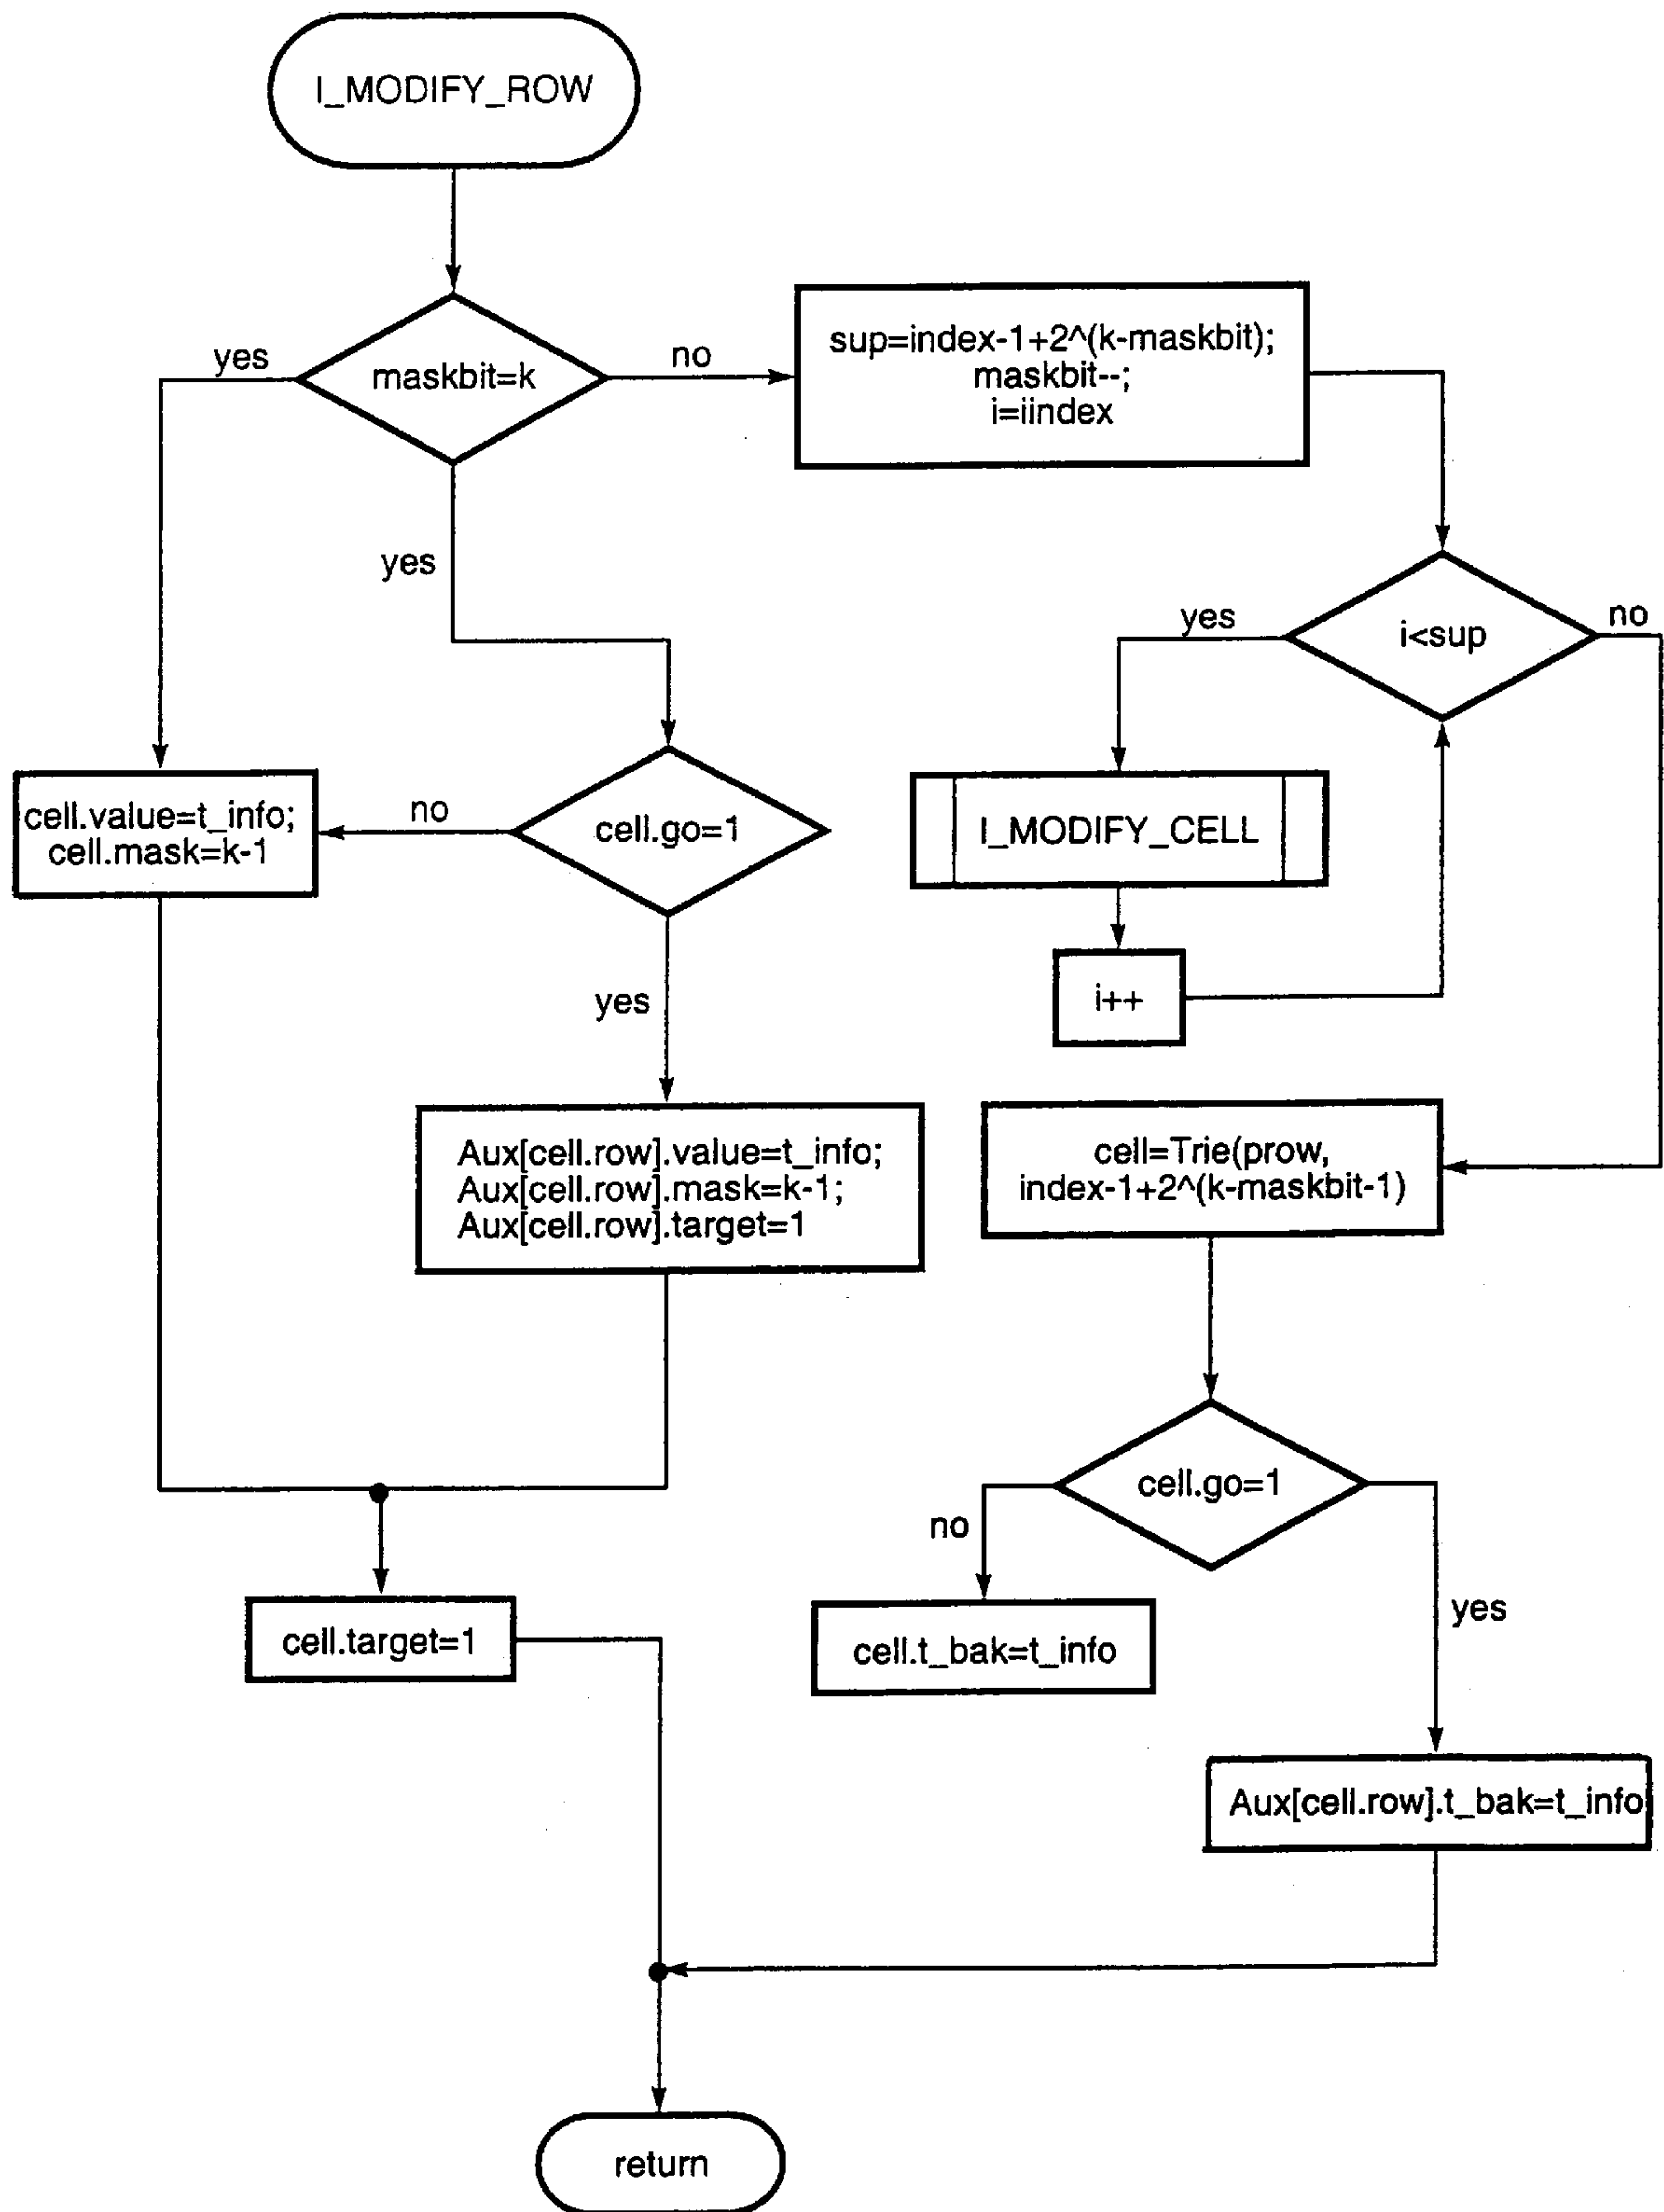 I_MODIFY_ROW
maskbit=k
yes
no
yes
sup=index-1+2^(k-maskbit);
maskbit--;
i=iindex
i<sup
yes
no
cell.value=t_info;
cell.mask=k-1
no
cell.go=1
yes
I_MODIFY_CELL
i++
Aux[cell.row].value=t_info;
Aux[cell.row].mask=k-1;
Aux[cell.row].target=1
cell=Trie(prow,
index-1+2^(k-maskbit-1)
cell.go=1
no
yes
cell.target=1
cell.t_bak=t_info
Aux[cell.row].t_bak=t_info
return